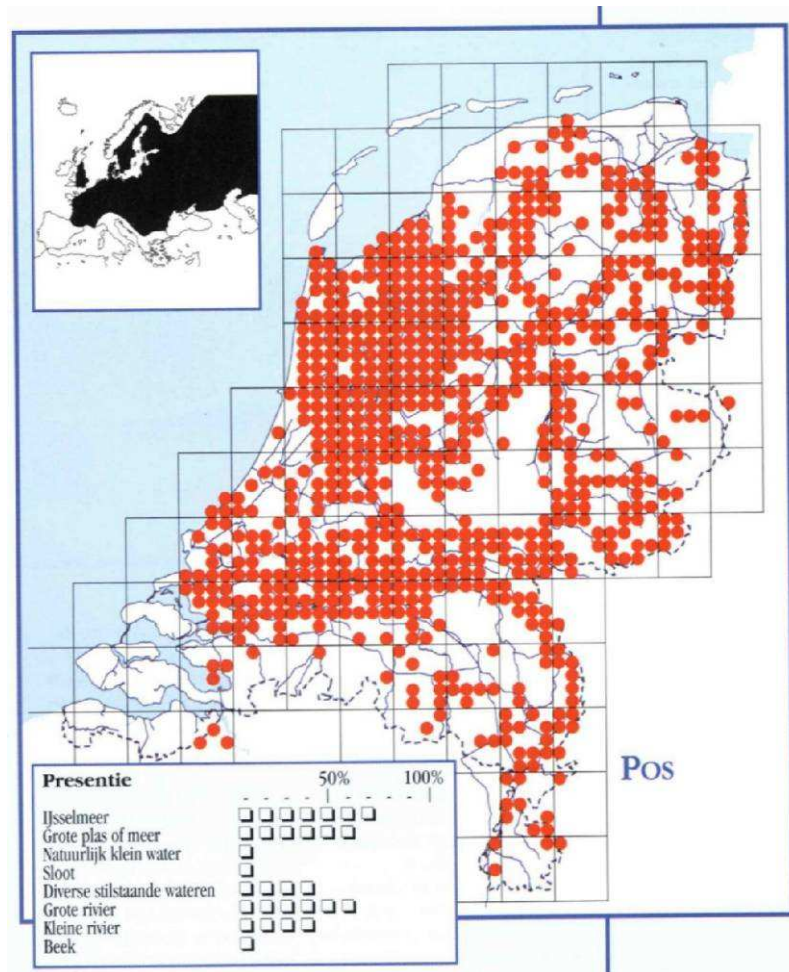 Pos
Presentie 50% 100%
IJsselmeer
Grote plas of meer
Natuurlijk klein water
Sloot
Diverse stilstaande wateren
Grote rivier
Kleine rivier
Beek